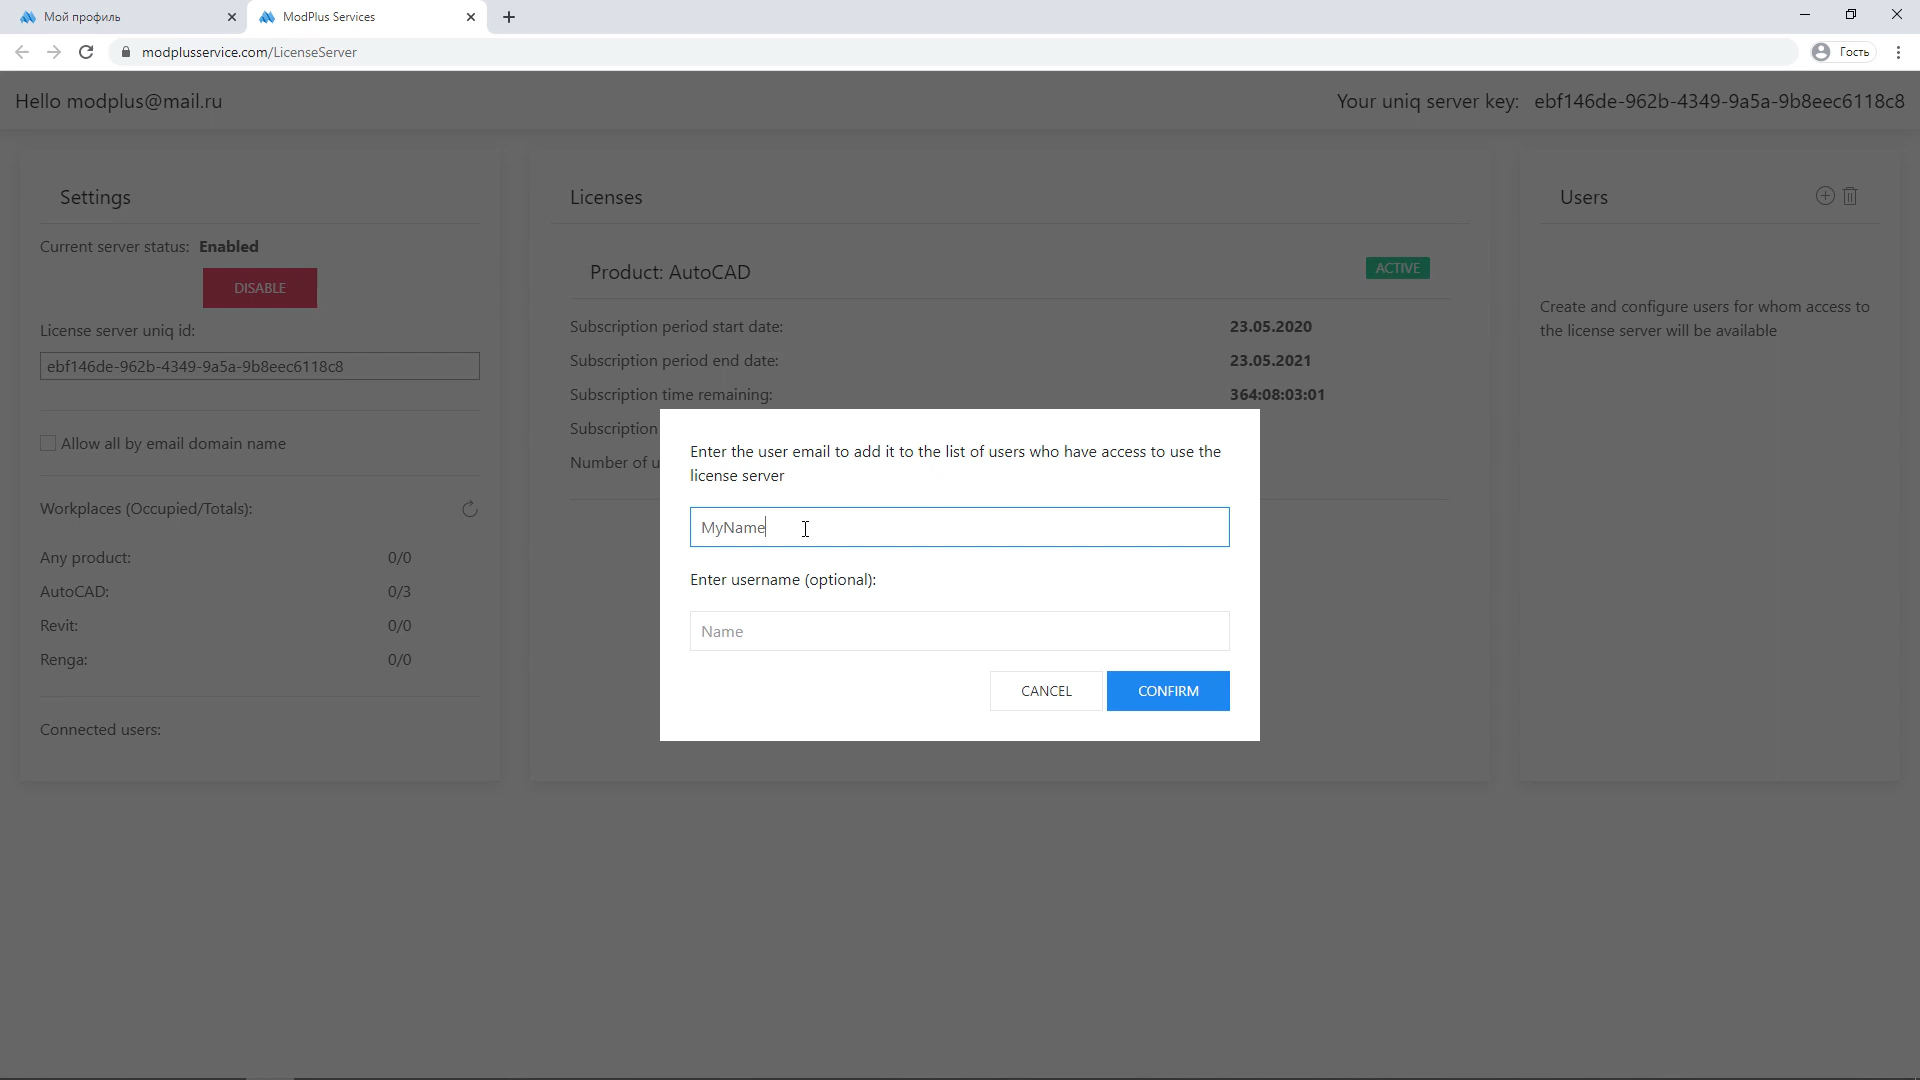 Мой профиль
ModPlus Services
modplusservice.com/LicenseServer
Гость
Hello modplus@mail.ru
Your uniq server key: ebf146de-962b-4349-9a5a-9b8eec6118c8
Settings
Current server status: Enabled
DISABLE
License server uniq id:
ebf146de-962b-4349-9a5a-9b8eec6118c8
Allow all by email domain name
Workplaces (Occupied/Totals):
Any product: 0/0
AutoCAD: 0/3
Revit: 0/0
Renga: 0/0
Connected users:
Licenses
Product: AutoCAD
ACTIVE
Subscription period start date: 23.05.2020
Subscription period end date: 23.05.2021
Subscription time remaining: 364:08:03:01
Subscription
Number of u
Enter the user email to add it to the list of users who have access to use the
license server
MyName
Enter username (optional):
Name
CANCEL
CONFIRM
Users
Create and configure users for whom access to
the license server will be available